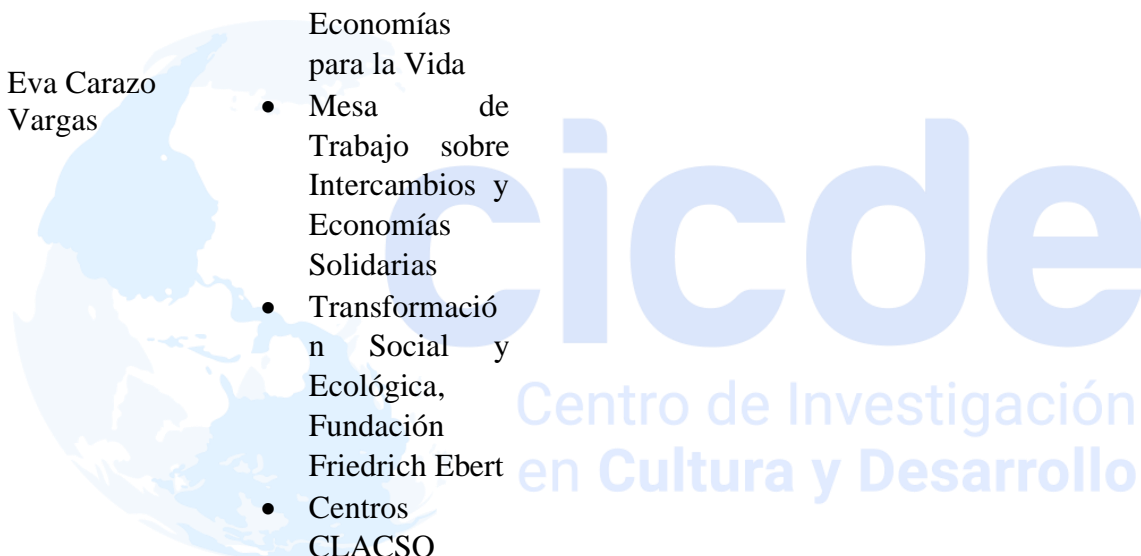 Eva Carazo
Vargas
Economías
para la Vida
• Mesa de
Trabajo sobre
Intercambios y
Economías
Solidarias
• Transformació
n Social y
Ecológica,
Fundación
Friedrich Ebert
• Centros
CLACSO
cicde
Centro de Investigación
en Cultura y Desarrollo